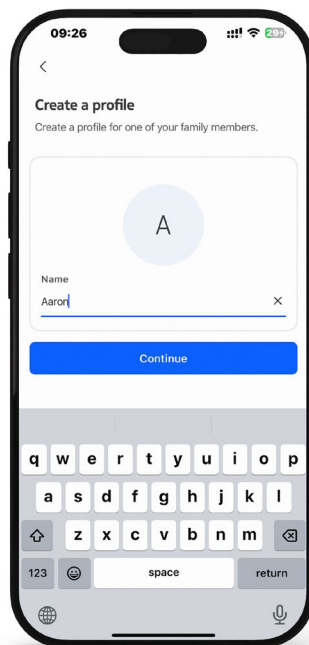 09:26
29+
Create a profile
Create a profile for one of your family members.
A
Name
Aaron
Continue
q w e r t y u i o p
a s d f g h j k l
z x c v b n m
123 space return